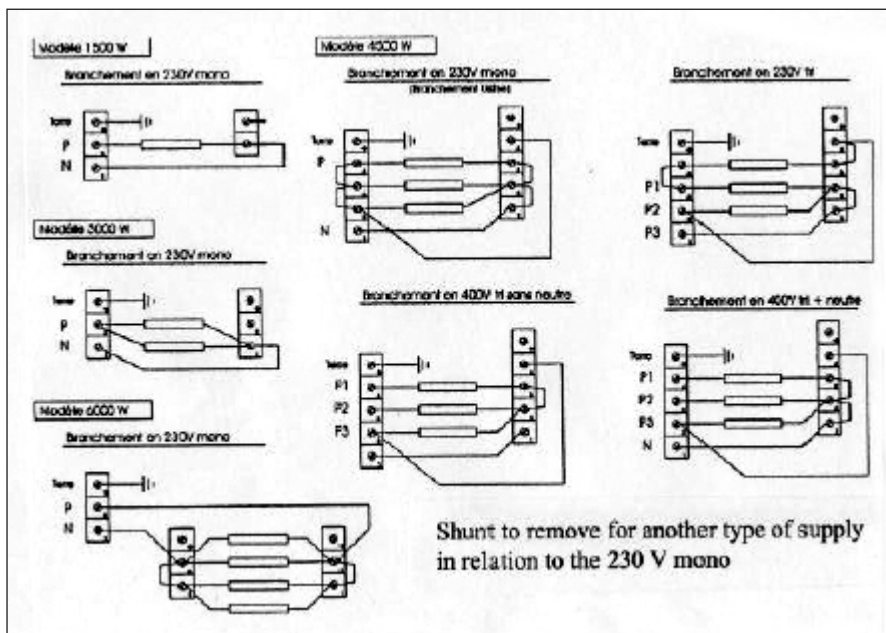 Modèle 1500 W
Branchement en 230V mono
Terre
P
N
Modèle 3000 W
Branchement en 230V mono
Terre
P
N
Modèle 6000 W
Branchement en 230V mono
Terre
P
N
Modèle 4500 W
Branchement en 230V mono
(Branchement Usine)
Terre
P
N
Branchement en 400V tri sans neutre
Terre
P1
P2
P3
Branchement en 230V tri
Terre
P1
P2
P3
Branchement en 400V tri + neutre
Terre
P1
P2
P3
N
Shunt to remove for another type of supply
in relation to the 230 V mono